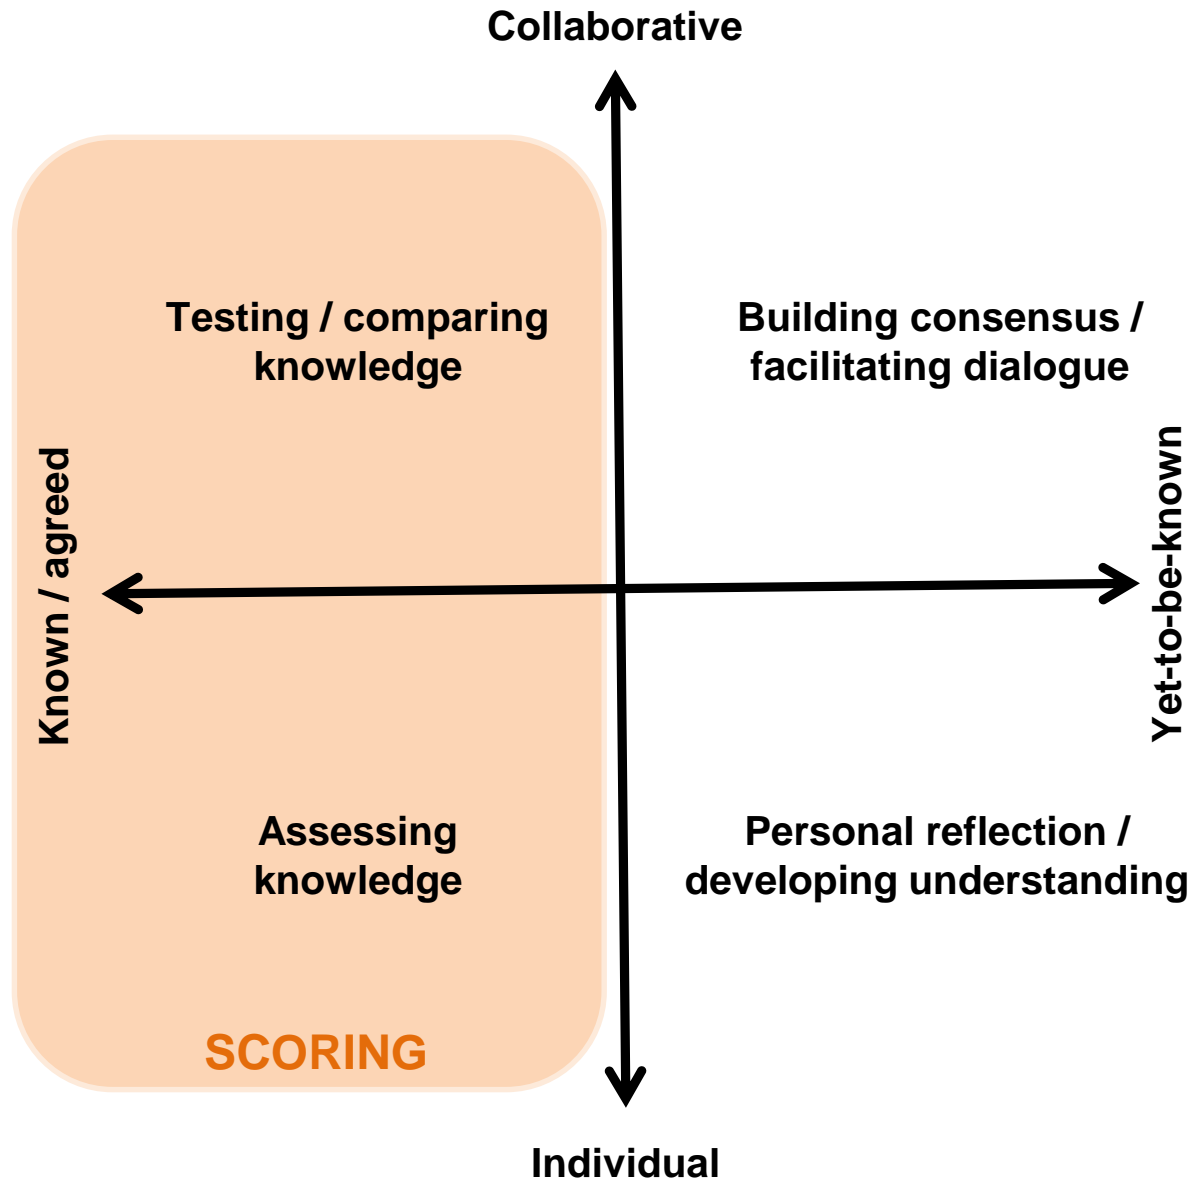 Collaborative
Testing / comparing
knowledge
Building consensus /
facilitating dialogue
Known / agreed
Yet-to-be-known
Assessing
knowledge
Personal reflection /
developing understanding
SCORING
Individual